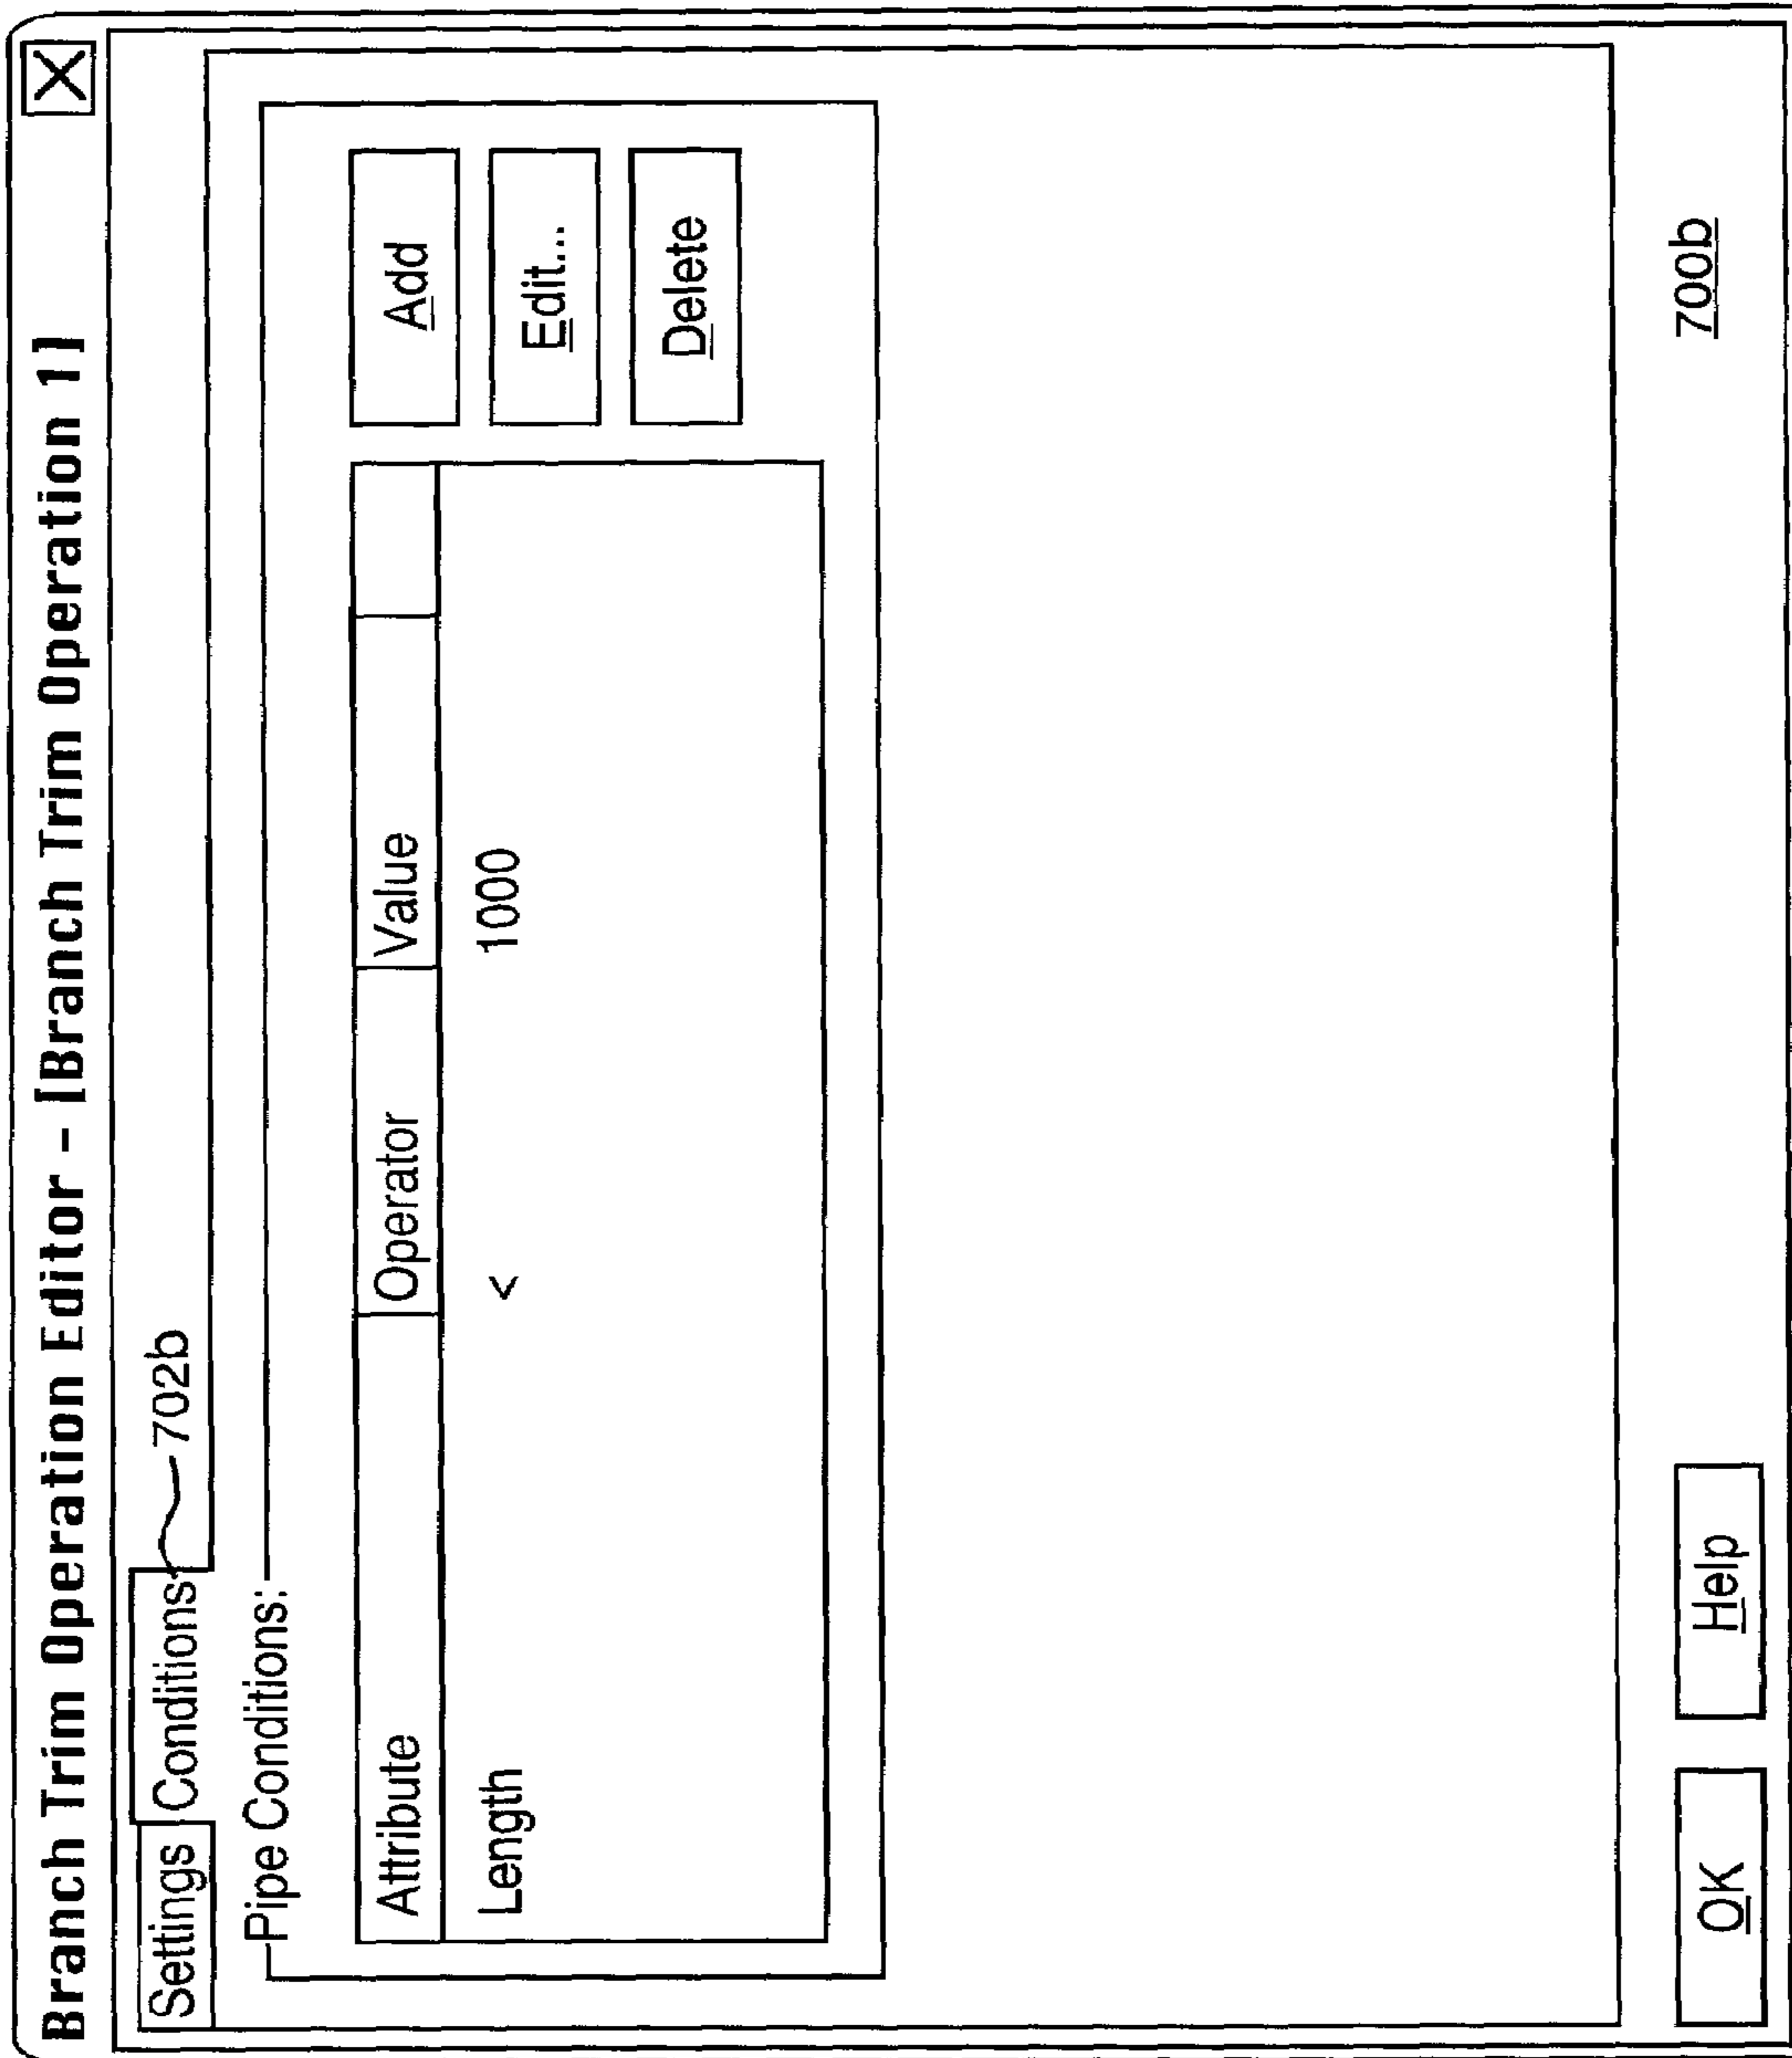 Branch Trim Operation Editor - [Branch Trim Operation 1]
X
Settings Conditions 702b
Pipe Conditions:
Attribute Operator Value
Length < 1000
Add
Edit...
Delete
OK Help 700b